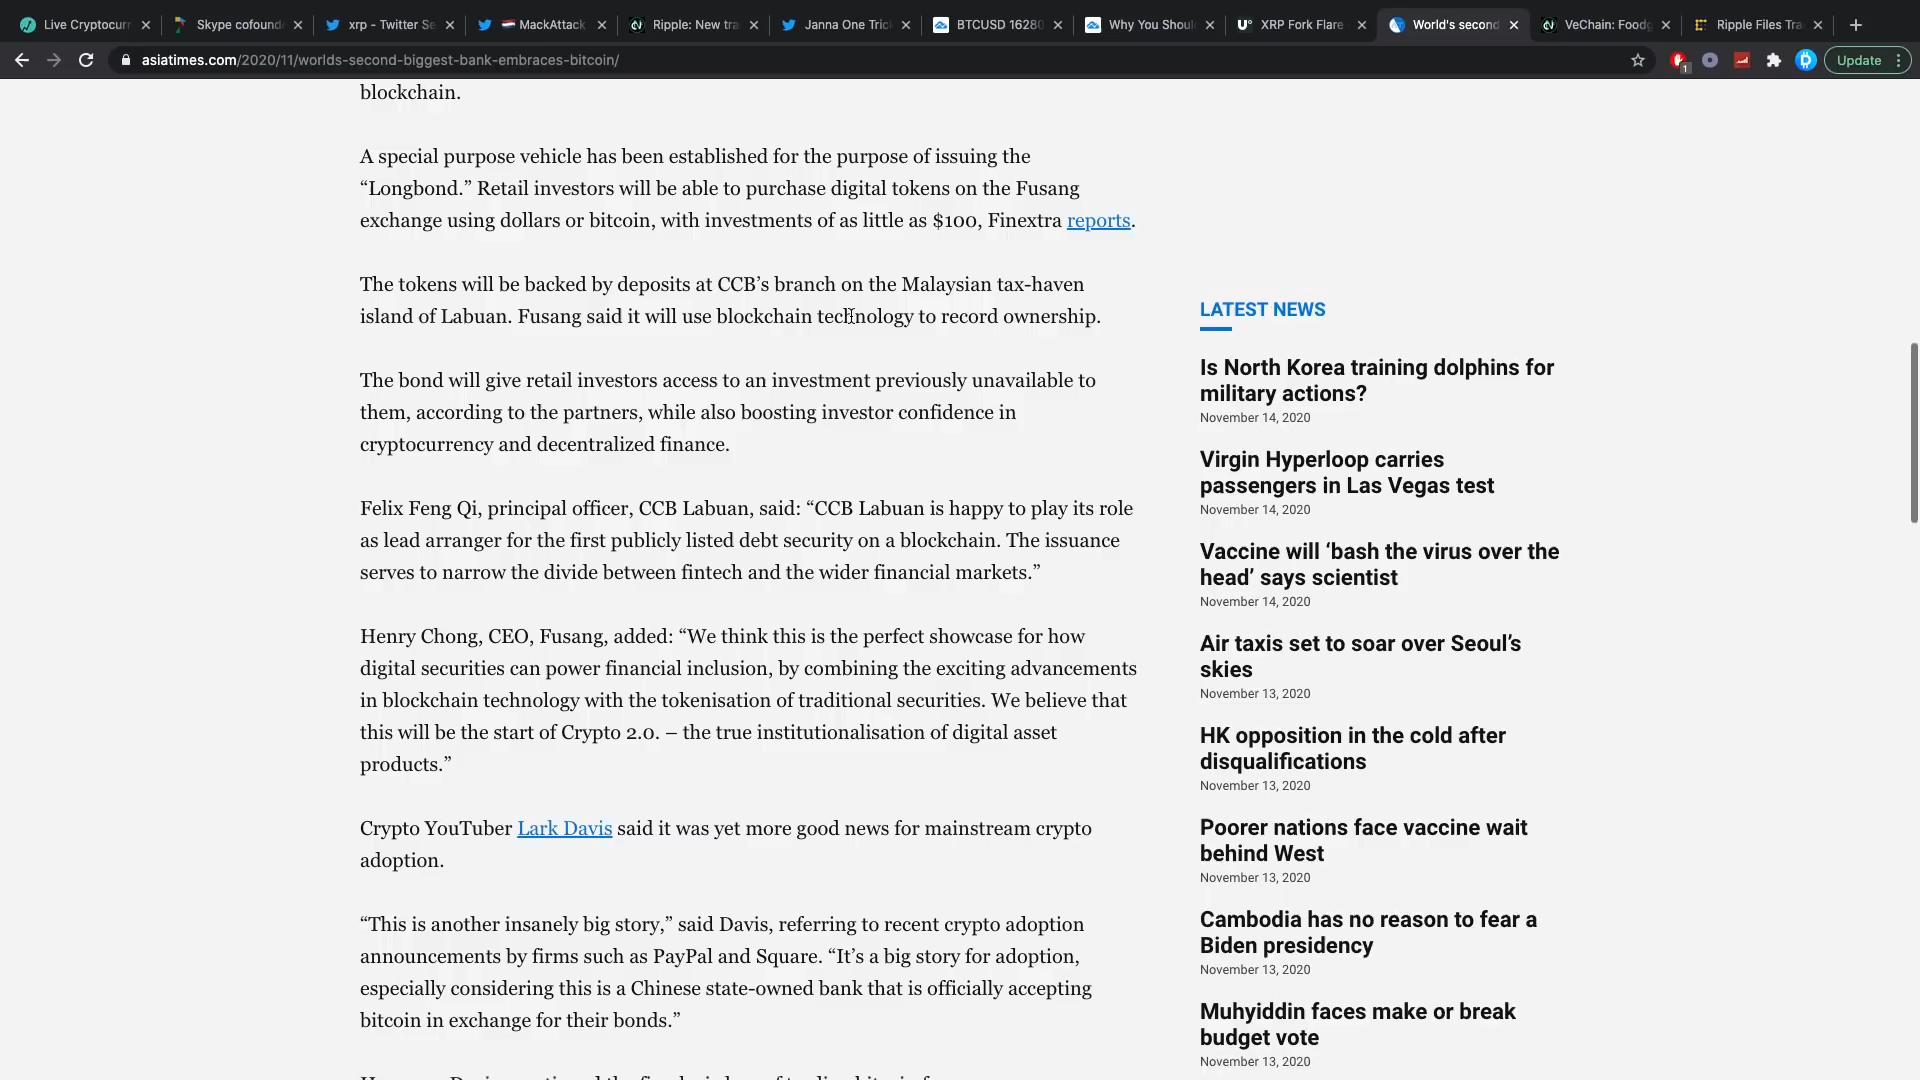 Live Cryptocurr
Skype cofound
xrp - Twitter Se
MackAttack
Ripple: New tra
Janna One Tric
BTCUSD 16280
Why You Shoul
XRP Fork Flare
World's second
VeChain: Foodg
Ripple Files Tra
asiatimes.com/2020/11/worlds-second-biggest-bank-embraces-bitcoin/
1
Update
blockchain.
A special purpose vehicle has been established for the purpose of issuing the
“Longbond.” Retail investors will be able to purchase digital tokens on the Fusang
exchange using dollars or bitcoin, with investments of as little as $100, Finextra reports.
The tokens will be backed by deposits at CCB’s branch on the Malaysian tax-haven
island of Labuan. Fusang said it will use blockchain technology to record ownership.
The bond will give retail investors access to an investment previously unavailable to
them, according to the partners, while also boosting investor confidence in
cryptocurrency and decentralized finance.
Felix Feng Qi, principal officer, CCB Labuan, said: “CCB Labuan is happy to play its role
as lead arranger for the first publicly listed debt security on a blockchain. The issuance
serves to narrow the divide between fintech and the wider financial markets.”
Henry Chong, CEO, Fusang, added: “We think this is the perfect showcase for how
digital securities can power financial inclusion, by combining the exciting advancements
in blockchain technology with the tokenisation of traditional securities. We believe that
this will be the start of Crypto 2.0. – the true institutionalisation of digital asset
products.”
Crypto YouTuber Lark Davis said it was yet more good news for mainstream crypto
adoption.
“This is another insanely big story,” said Davis, referring to recent crypto adoption
announcements by firms such as PayPal and Square. “It’s a big story for adoption,
especially considering this is a Chinese state-owned bank that is officially accepting
bitcoin in exchange for their bonds.”
LATEST NEWS
Is North Korea training dolphins for
military actions?
November 14, 2020
Virgin Hyperloop carries
passengers in Las Vegas test
November 14, 2020
Vaccine will ‘bash the virus over the
head’ says scientist
November 14, 2020
Air taxis set to soar over Seoul’s
skies
November 13, 2020
HK opposition in the cold after
disqualifications
November 13, 2020
Poorer nations face vaccine wait
behind West
November 13, 2020
Cambodia has no reason to fear a
Biden presidency
November 13, 2020
Muhyiddin faces make or break
budget vote
November 13, 2020